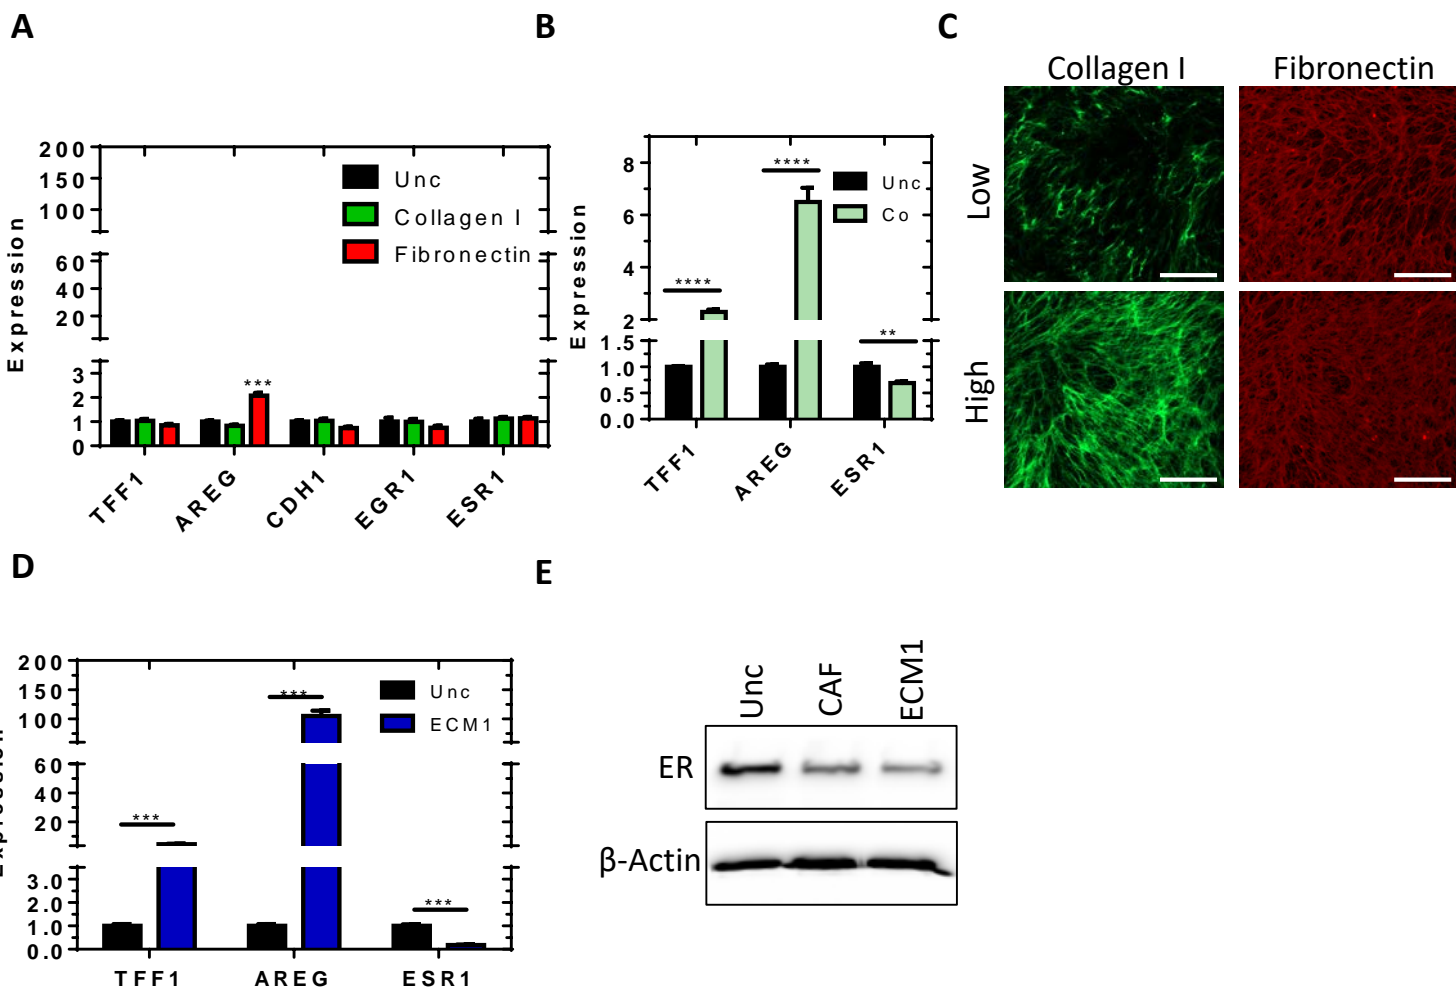 A
B
C
Collagen I
Fibronectin
Low
High
Expression
200
150
100
60
40
20
3
2
1
0
Unc
Collagen I
Fibronectin
***
TFF1
AREG
CDH1
EGR1
ESR1
Expression
8
6
4
2
1.5
1.0
0.5
0.0
****
****
**
Unc
Co
TFF1
AREG
ESR1
D
E
200
150
100
60
40
20
3.0
2.0
1.0
0.0
***
***
***
Unc
ECM1
TFF1
AREG
ESR1
Unc
CAF
ECM1
ER
β-Actin